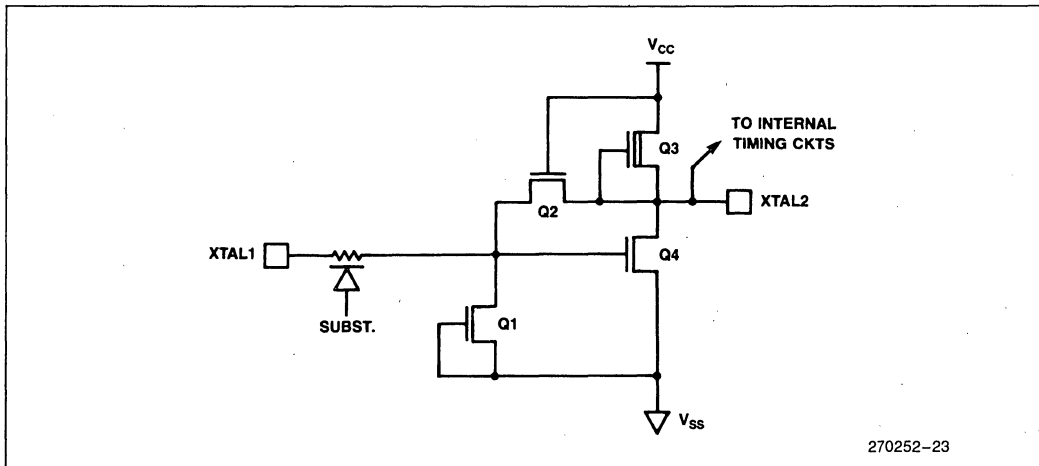 V_CC
TO INTERNAL
TIMING CKTS
Q3
Q2
XTAL2
XTAL1
Q4
SUBST.
Q1
V_SS
270252-23